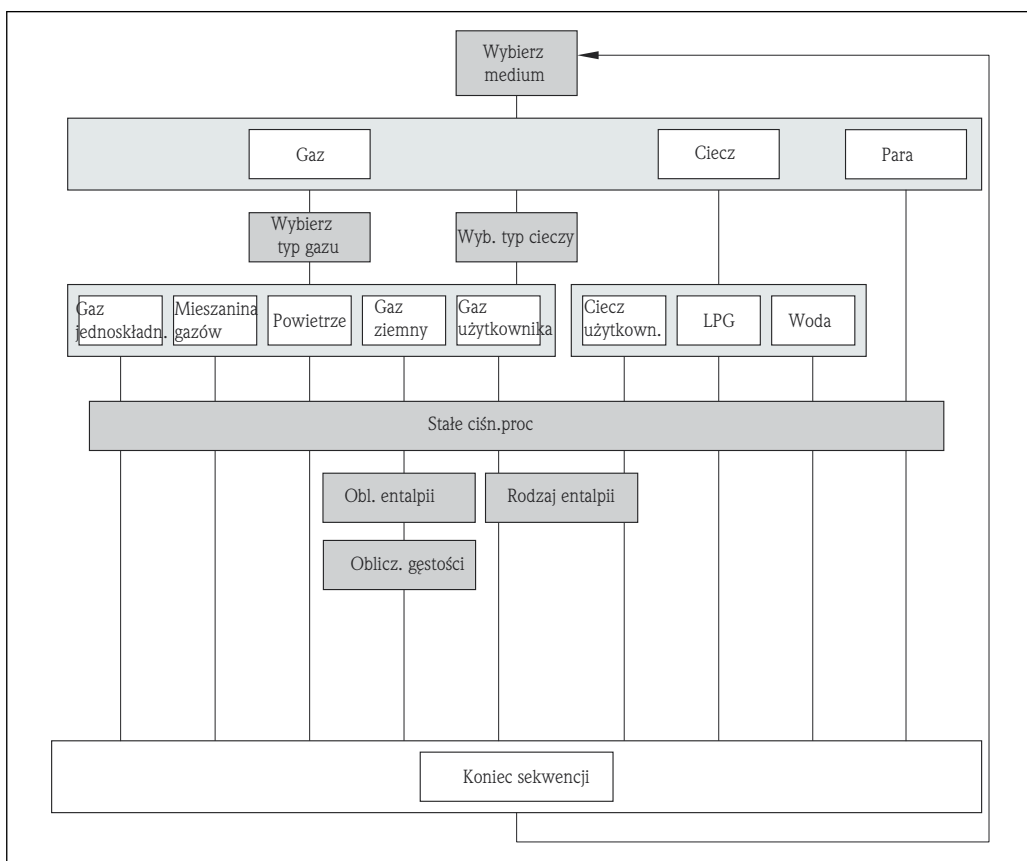 Wybierz
medium
Gaz
Ciecz
Para
Wybierz
typ gazu
Wyb. typ cieczy
Gaz
jednoskładn.
Mieszanina
gazów
Powietrze
Gaz
ziemny
Gaz
użytkownika
Ciecz
użytkown.
LPG
Woda
Stałe ciśn.proc
Obl. entalpii
Rodzaj entalpii
Oblicz. gęstości
Koniec sekwencji